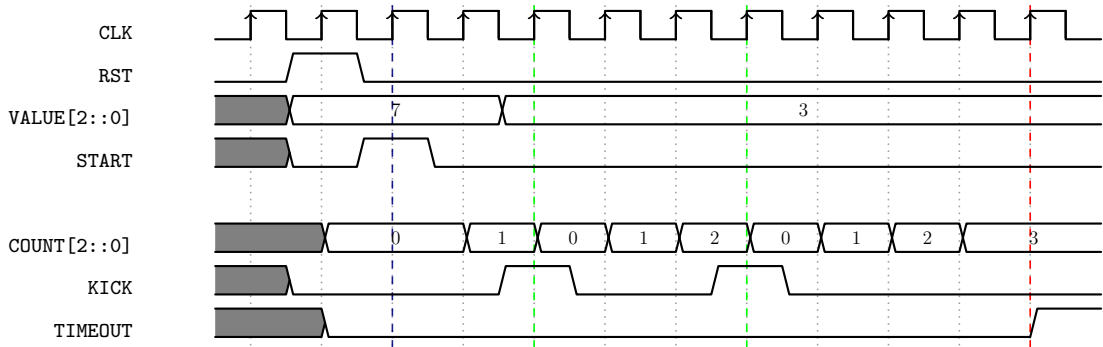 CLK
RST
VALUE[2::0] 7 3
START
COUNT[2::0] 0 1 0 1 2 0 1 2 3
KICK
TIMEOUT